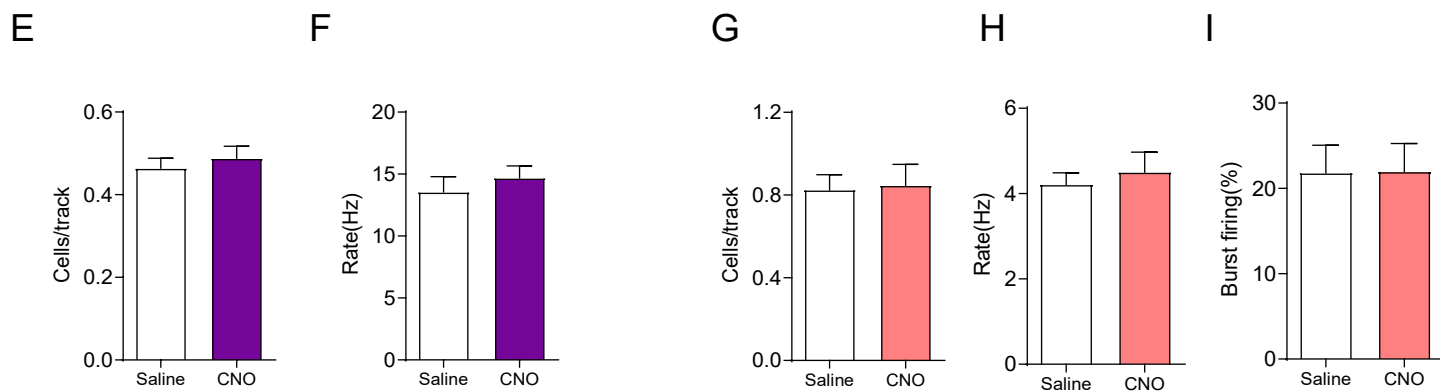 E
F
G
H
I
Cells/track
0.6
0.4
0.2
0.0
Saline
CNO
Rate(Hz)
20
15
10
5
0
Saline
CNO
Cells/track
1.2
0.8
0.4
0.0
Saline
CNO
Rate(Hz)
6
4
2
0
Saline
CNO
Burst firing(%)
30
20
10
0
Saline
CNO